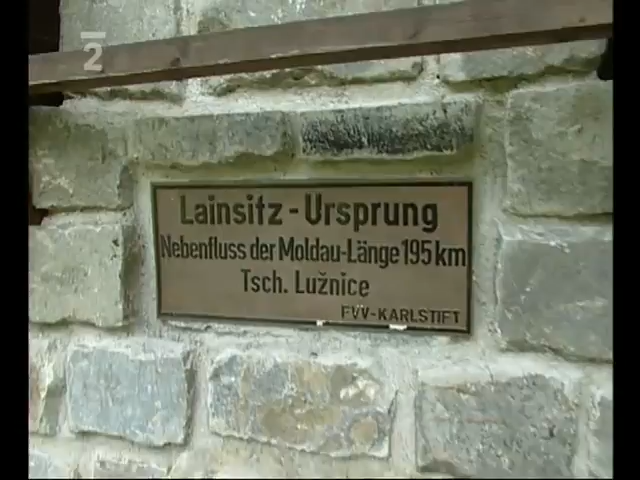 2
Lainsitz - Ursprung
Nebenfluss der Moldau-Länge 195 km
Tsch. Lužnice
FVV-KARLSTIFT